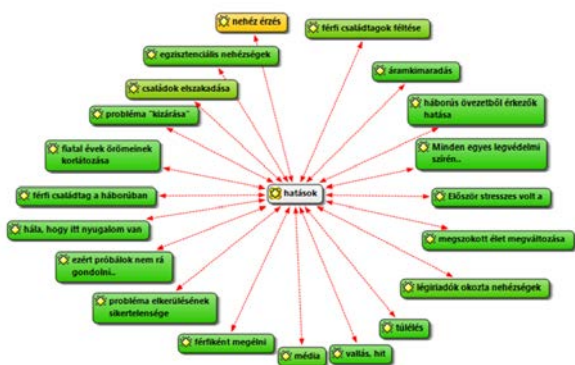 nehéz érzés
férfi családtagok féltése
egzisztenciális nehézségek
családok elszakadása
áramkimaradás
probléma "kizárása"
háborús övezetből érkezők
hatása
fiatal évek örömeinek
korlátozása
Minden egyes legvédelmi
szírén..
férfi családtag a háborúban
hatások
Először stresszes volt a
hála, hogy itt nyugalom van
megszokott élet megváltozása
ezért próbálok nem rá
gondolni..
légiriadók okozta nehézségek
probléma elkerülésének
sikertelensége
túlélés
férfiként megélni
média
vallás, hit